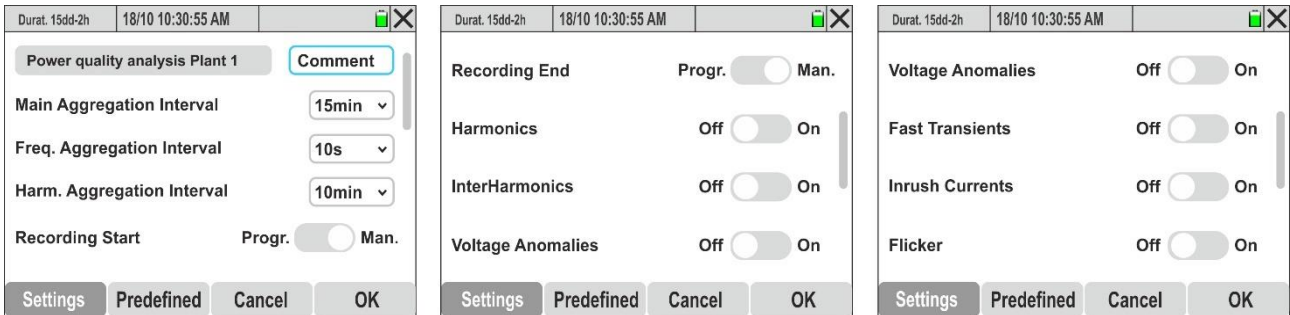 Durat. 15dd-2h 18/10 10:30:55 AM
Power quality analysis Plant 1 Comment
Main Aggregation Interval 15min
Freq. Aggregation Interval 10s
Harm. Aggregation Interval 10min
Recording Start Progr. Man.
Settings Predefined Cancel OK
Durat. 15dd-2h 18/10 10:30:55 AM
Recording End Progr. Man.
Harmonics Off On
InterHarmonics Off On
Voltage Anomalies Off On
Settings Predefined Cancel OK
Durat. 15dd-2h 18/10 10:30:55 AM
Voltage Anomalies Off On
Fast Transients Off On
Inrush Currents Off On
Flicker Off On
Settings Predefined Cancel OK